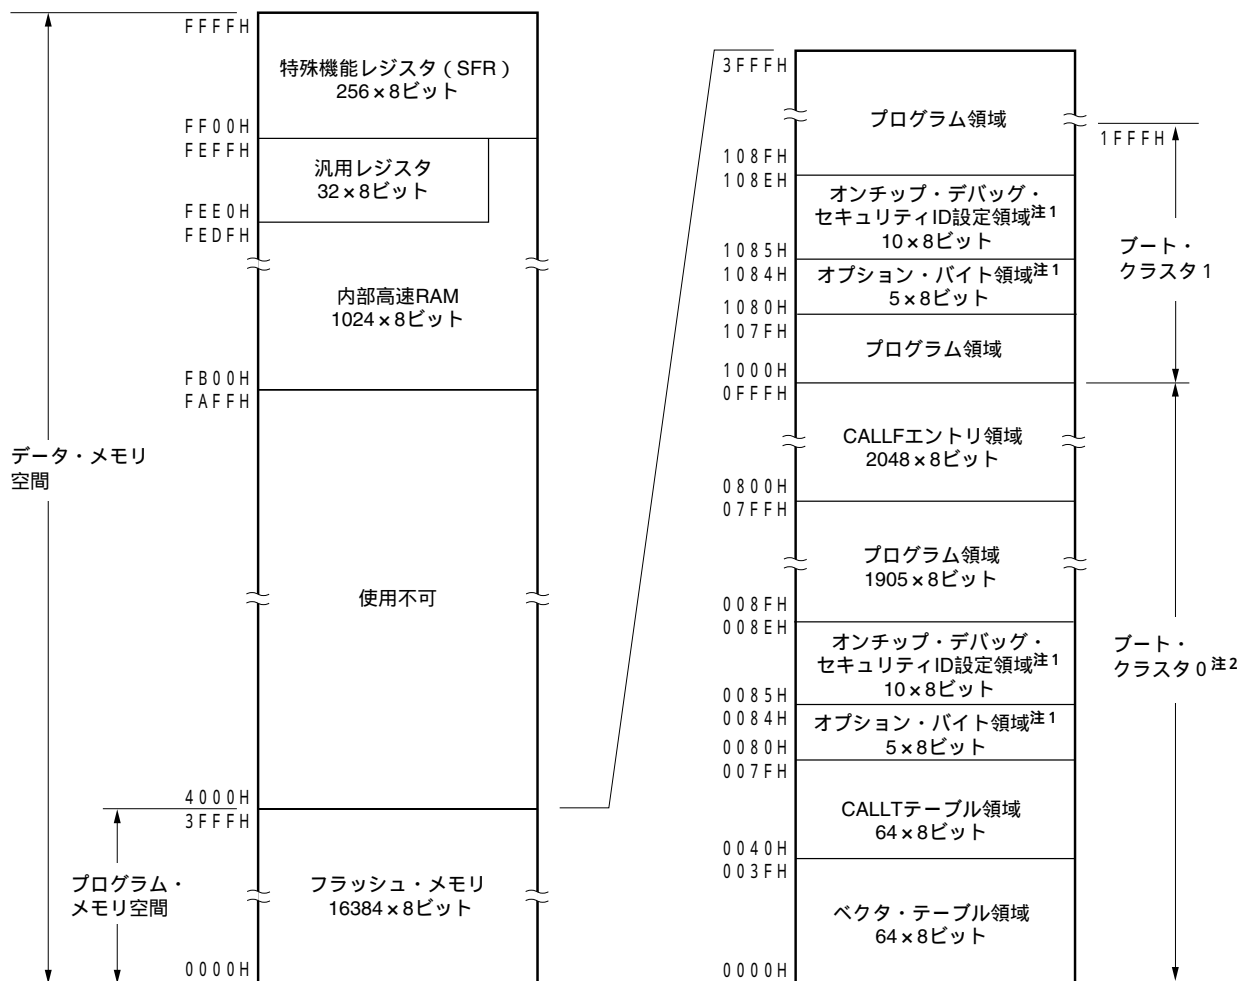 FFFFH
特殊機能レジスタ(SFR)
256×8ビット
FF00H
FEFFH
汎用レジスタ
32×8ビット
FEE0H
FEDFH
内部高速RAM
1024×8ビット
FB00H
FAFFH
データ・メモリ
空間
使用不可
4000H
3FFFH
プログラム・
メモリ空間
フラッシュ・メモリ
16384×8ビット
0000H
3FFFH
プログラム領域
1FFFH
108FH
108EH
オンチップ・デバッグ・
セキュリティID設定領域注1
10×8ビット
1085H
1084H
オプション・バイト領域注1
5×8ビット
1080H
107FH
プログラム領域
1000H
ブート・
クラスタ1
0FFFH
CALLFエントリ領域
2048×8ビット
0800H
07FFH
プログラム領域
1905×8ビット
008FH
008EH
オンチップ・デバッグ・
セキュリティID設定領域注1
10×8ビット
0085H
0084H
オプション・バイト領域注1
5×8ビット
0080H
007FH
CALLTテーブル領域
64×8ビット
0040H
003FH
ベクタ・テーブル領域
64×8ビット
0000H
ブート・
クラスタ0注2